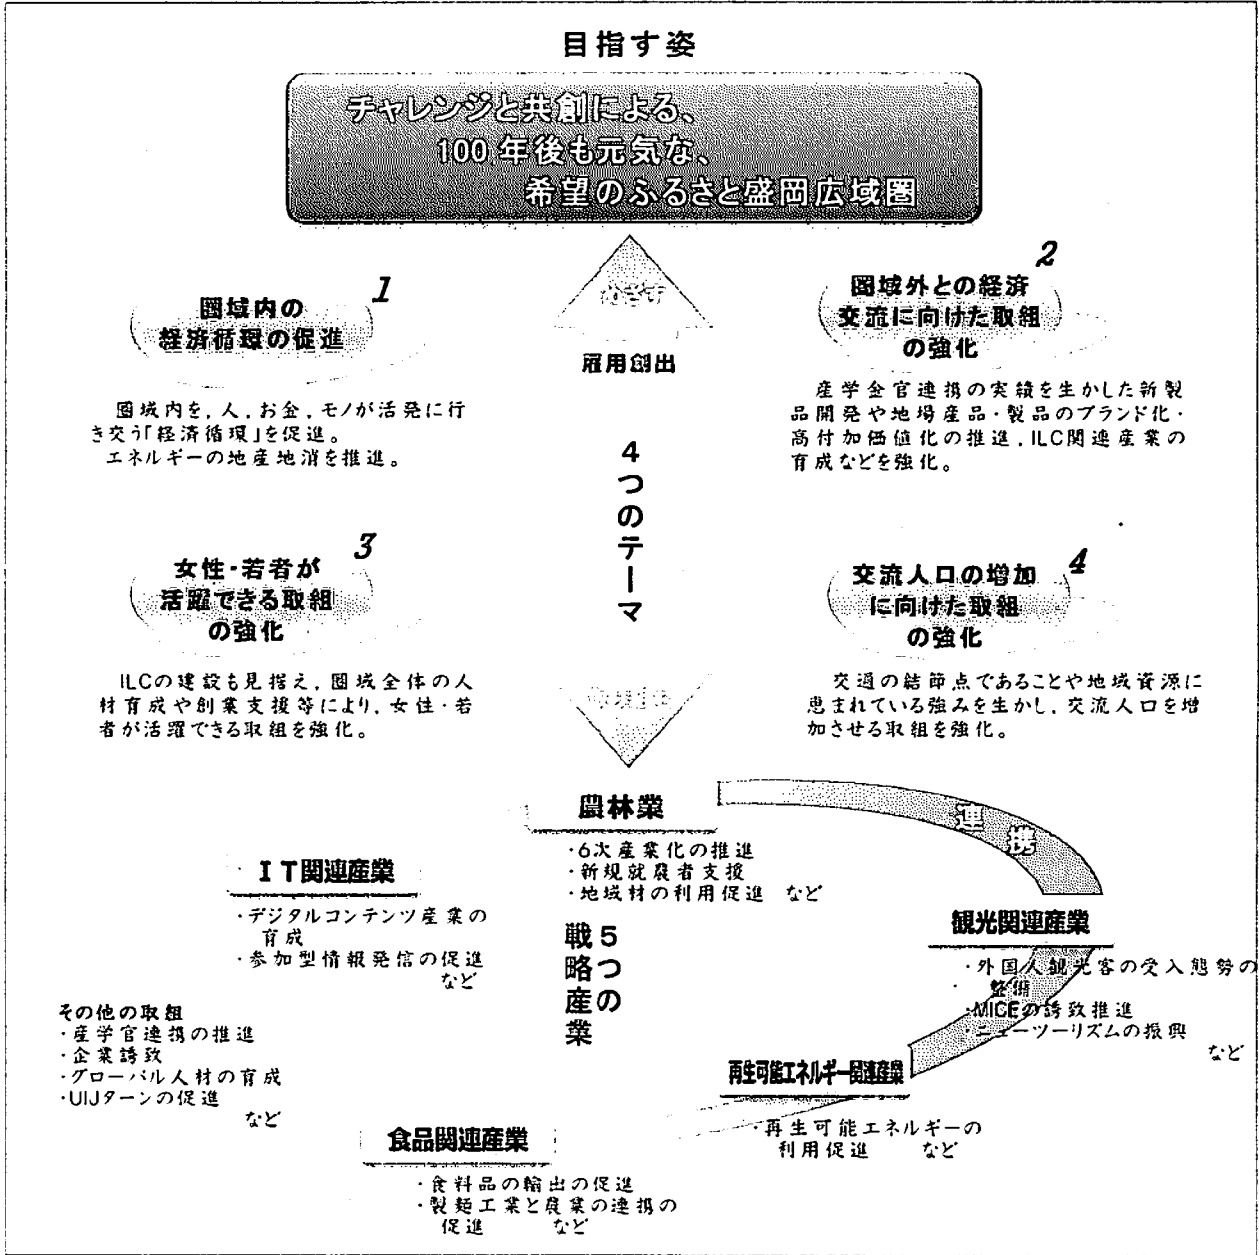 目指す姿
チャレンジと共創による、
100年後も元気な、
希望のふるさと盛岡広域圏
めざす
雇用創出
1
圏域内の
経済循環の促進
圏域内を，人，お金，モノが活発に行
き交う「経済循環」を促進。
エネルギーの地産地消を推進。
2
圏域外との経済
交流に向けた取組
の強化
産学金官連携の実績を生かした新製
品開発や地場産品・製品のブランド化・
高付加価値化の推進，ILC関連産業の
育成などを強化。
4つのテーマ
3
女性・若者が
活躍できる取組
の強化
ILCの建設も見据え，圏域全体の人
材育成や創業支援等により，女性・若
者が活躍できる取組を強化。
4
交流人口の増加
に向けた取組
の強化
交通の結節点であることや地域資源に
恵まれている強みを生かし，交流人口を増
加させる取組を強化。
農林業
・6次産業化の推進
・新規就農者支援
・地域材の利用促進 など
連携
ＩＴ関連産業
・デジタルコンテンツ産業の
育成
・参加型情報発信の促進
など
5つの
戦略産業
観光関連産業
・外国人観光客の受入態勢の
整備
・MICEの誘致推進
・ニューツーリズムの振興
など
その他の取組
・産学官連携の推進
・企業誘致
・グローバル人材の育成
・UIJターンの促進
など
再生可能エネルギー関連産業
・再生可能エネルギーの
利用促進 など
食品関連産業
・食料品の輸出の促進
・製麺工業と農業の連携の
促進 など